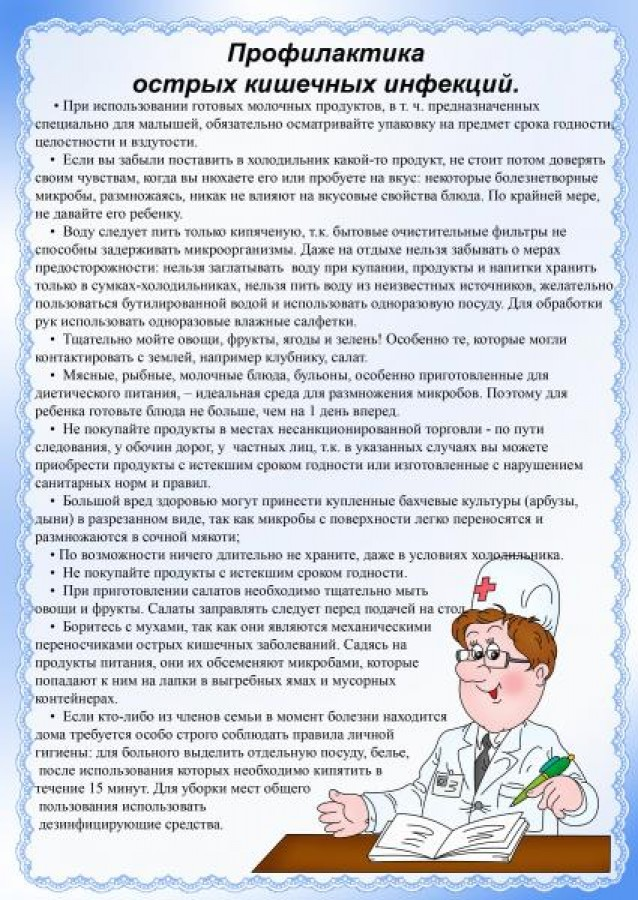 Профилактика
острых кишечных инфекций.
• При использовании готовых молочных продуктов, в т. ч. предназначенных
специально для малышей, обязательно осматривайте упаковку на предмет срока годности,
целостности и вздутости.
• Если вы забыли поставить в холодильник какой-то продукт, не стоит потом доверять
своим чувствам, когда вы нюхаете его или пробуете на вкус: некоторые болезнетворные
микробы, размножаясь, никак не влияют на вкусовые свойства блюда. По крайней мере,
не давайте его ребенку.
• Воду следует пить только кипяченую, т.к. бытовые очистительные фильтры не
способны задерживать микроорганизмы. Даже на отдыхе нельзя забывать о мерах
предосторожности: нельзя заглатывать воду при купании, продукты и напитки хранить
только в сумках-холодильниках, нельзя пить воду из неизвестных источников, желательно
пользоваться бутилированной водой и использовать одноразовую посуду. Для обработки
рук использовать одноразовые влажные салфетки.
• Тщательно мойте овощи, фрукты, ягоды и зелень! Особенно те, которые могли
контактировать с землей, например клубнику, салат.
• Мясные, рыбные, молочные блюда, бульоны, особенно приготовленные для
диетического питания, – идеальная среда для размножения микробов. Поэтому для
ребенка готовьте блюда не больше, чем на 1 день вперед.
• Не покупайте продукты в местах несанкционированной торговли - по пути
следования, у обочин дорог, у частных лиц, т.к. в указанных случаях вы можете
приобрести продукты с истекшим сроком годности или изготовленные с нарушением
санитарных норм и правил.
• Большой вред здоровью могут принести купленные бахчевые культуры (арбузы,
дыни) в разрезанном виде, так как микробы с поверхности легко переносятся и
размножаются в сочной мякоти;
• По возможности ничего длительно не храните, даже в условиях холодильника.
• Не покупайте продукты с истекшим сроком годности.
• При приготовлении салатов необходимо тщательно мыть
овощи и фрукты. Салаты заправлять следует перед подачей на стол.
• Боритесь с мухами, так как они являются механическими
переносчиками острых кишечных заболеваний. Садясь на
продукты питания, они их обсеменяют микробами, которые
попадают к ним на лапки в выгребных ямах и мусорных
контейнерах.
• Если кто-либо из членов семьи в момент болезни находится
дома требуется особо строго соблюдать правила личной
гигиены: для больного выделить отдельную посуду, белье,
после использования которых необходимо кипятить в
течение 15 минут. Для уборки мест общего
пользования использовать
дезинфицирующие средства.